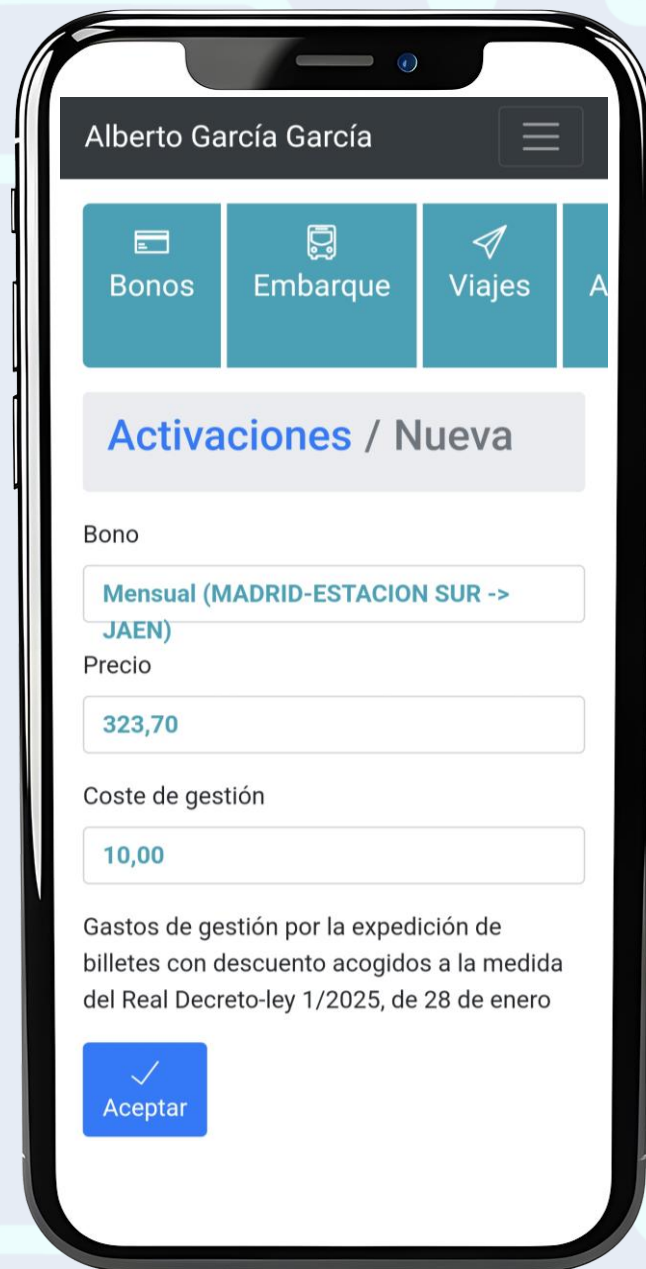 Alberto García García
Bonos
Embarque
Viajes
A
Activaciones / Nueva
Bono
Mensual (MADRID-ESTACION SUR ->
JAEN)
Precio
323,70
Coste de gestión
10,00
Gastos de gestión por la expedición de
billetes con descuento acogidos a la medida
del Real Decreto-ley 1/2025, de 28 de enero
Aceptar